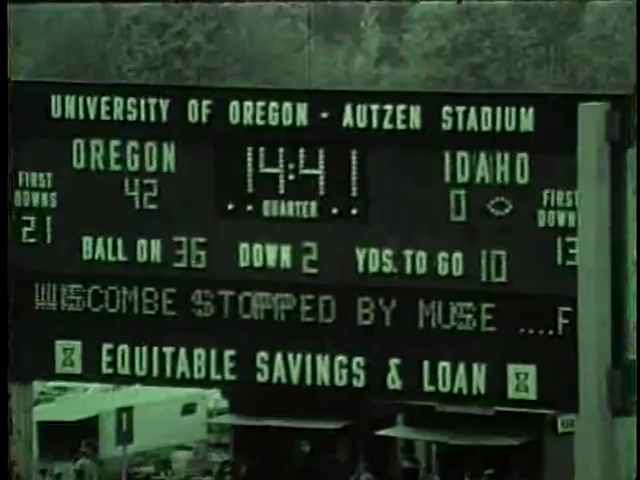 UNIVERSITY OF OREGON - AUTZEN STADIUM
OREGON 14:41 IDAHO
42 0
FIRST DOWNS 21 QUARTER FIRST DOWNS 13
BALL ON 36 DOWN 2 YDS. TO GO 10
STOPPED BY MUSE ....F
EQUITABLE SAVINGS & LOAN